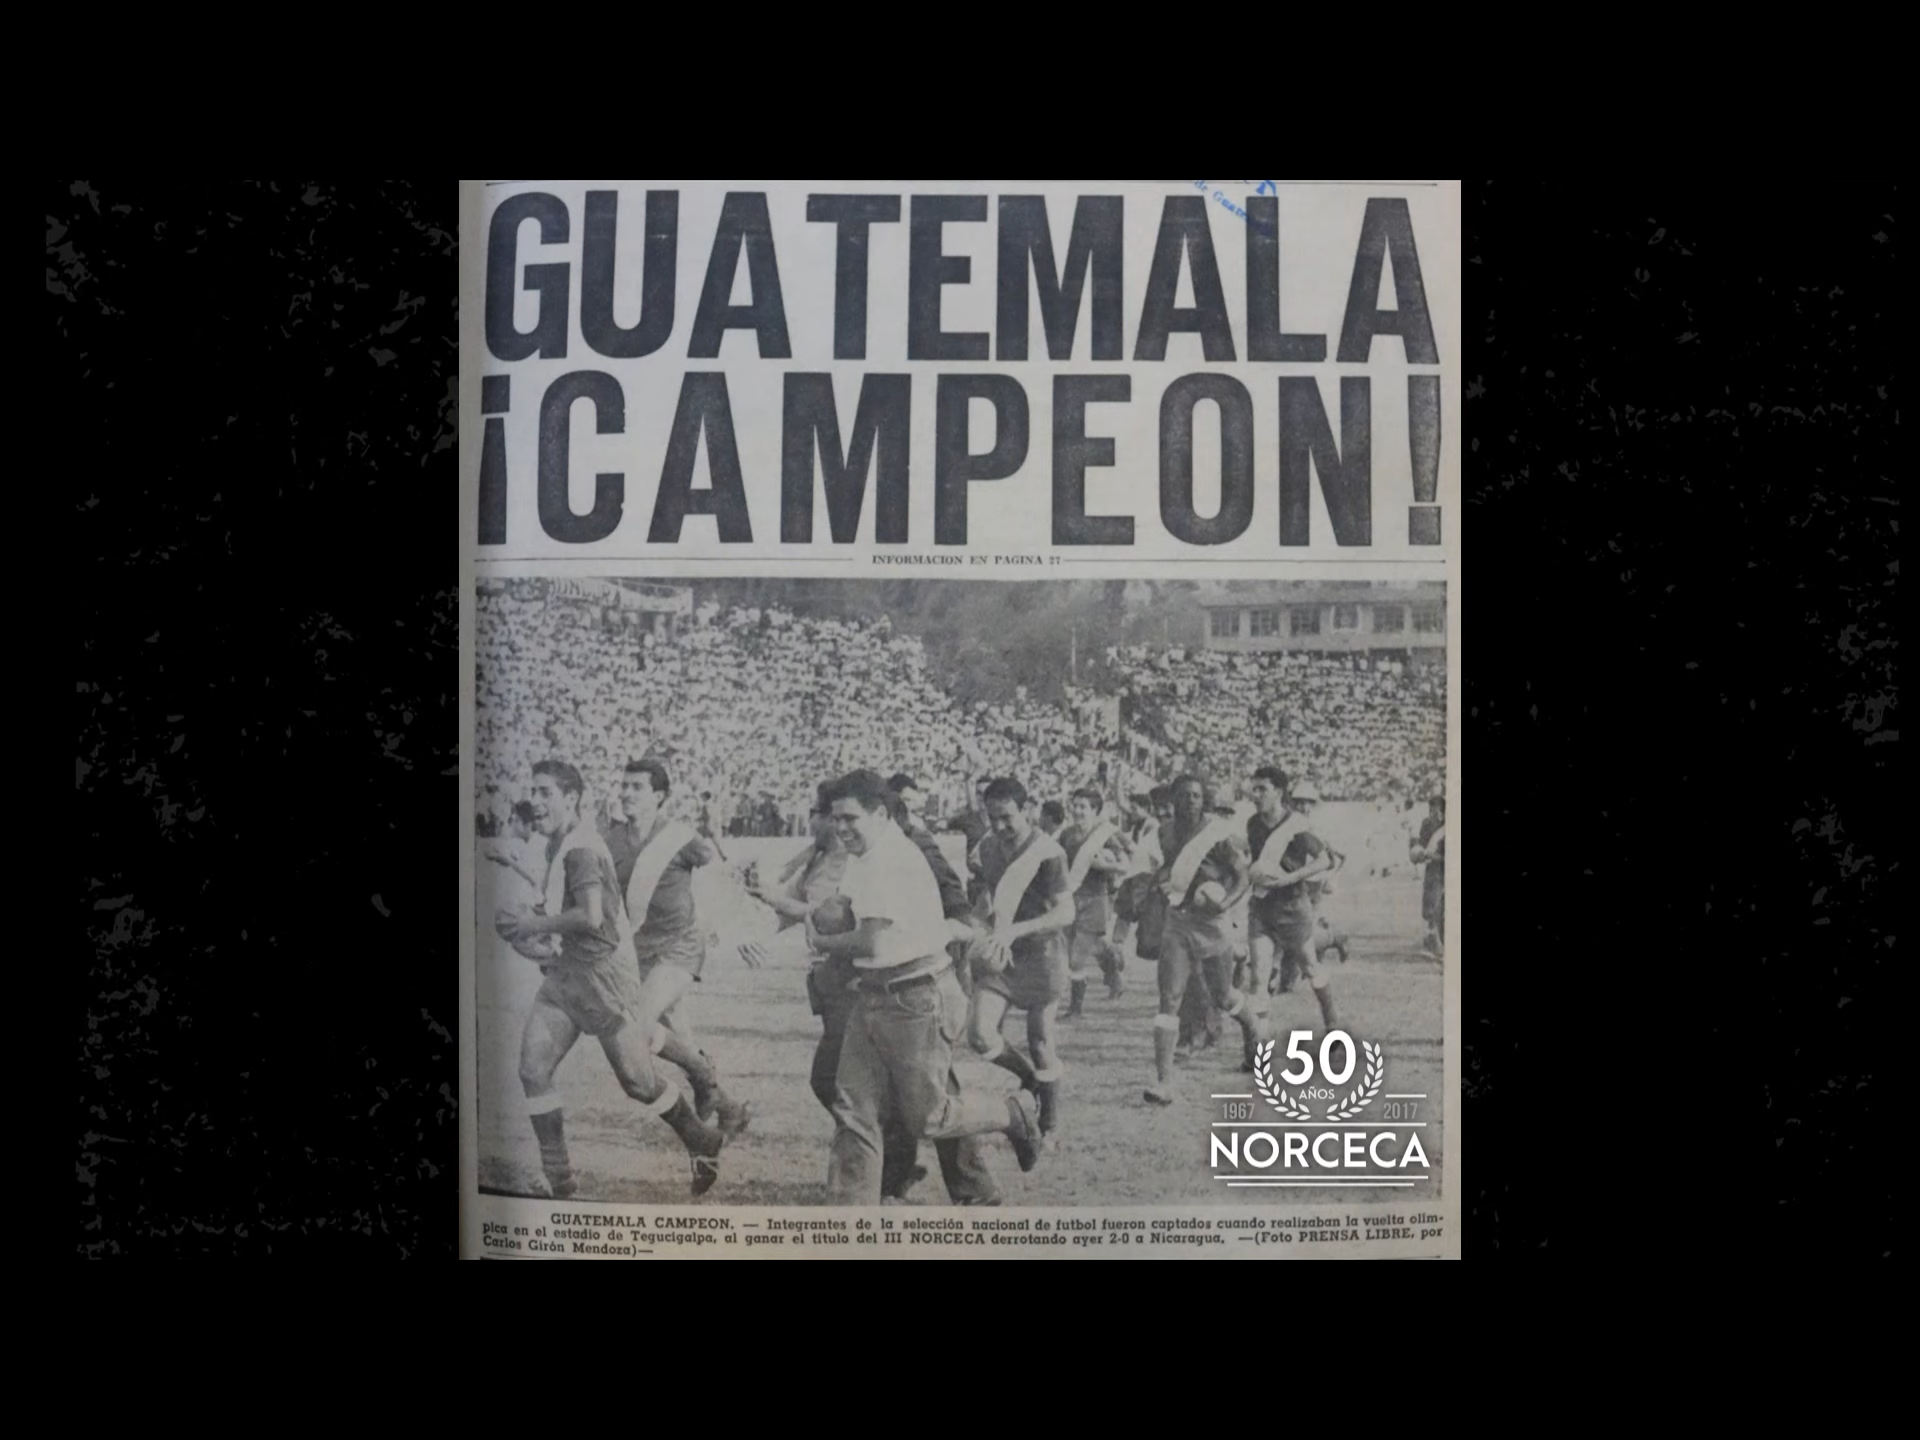 de Guate
GUATEMALA
¡CAMPEON!
INFORMACION EN PAGINA 27
50
AÑOS
1967 2017
NORCECA
GUATEMALA CAMPEON. — Integrantes de la selección nacional de futbol fueron captados cuando realizaban la vuelta olím-
pica en el estadio de Tegucigalpa, al ganar el título del III NORCECA derrotando ayer 2-0 a Nicaragua. —(Foto PRENSA LIBRE, por
Carlos Girón Mendoza)—